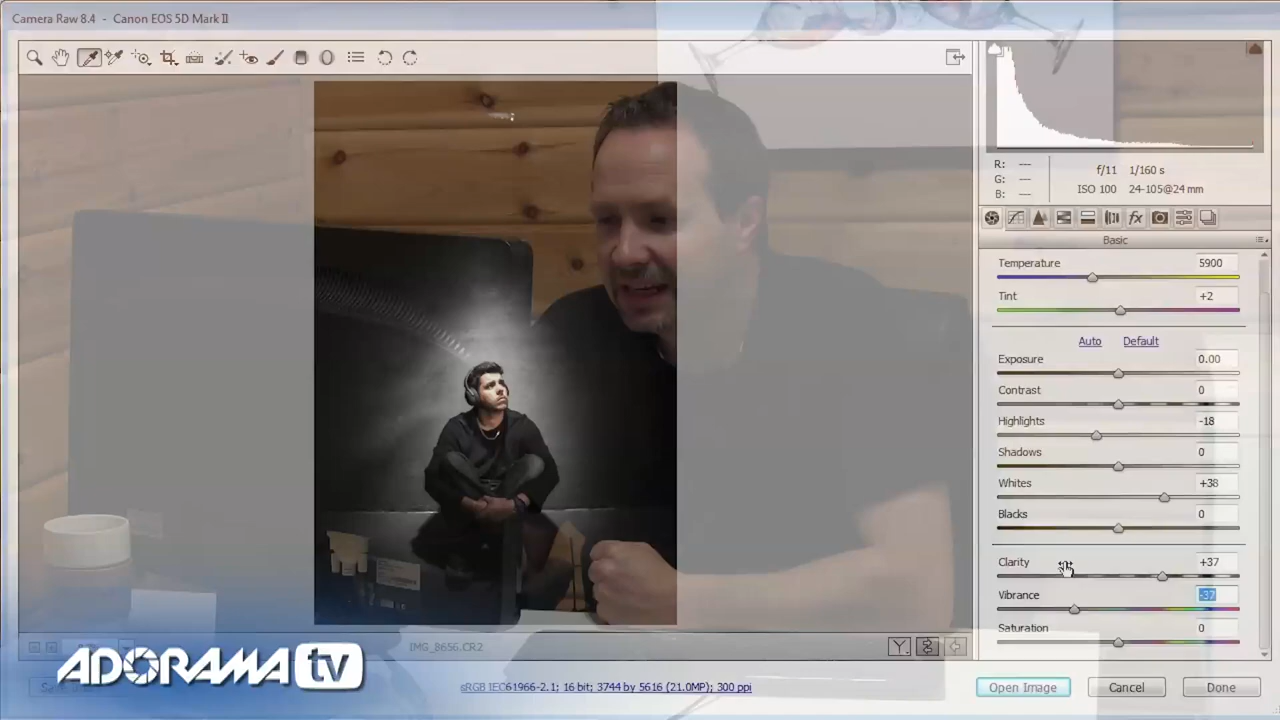 Camera Raw 8.4 - Canon EOS 5D Mark II
R: ---
G: ---
B: ---
f/11 1/160 s
ISO 100 24-105@24 mm
Basic
Temperature 5900
Tint +2
Auto Default
Exposure 0.00
Contrast 0
Highlights -18
Shadows 0
Whites +38
Blacks 0
Clarity +37
Vibrance -37
Saturation 0
IMG_8656.CR2
ADORAMA tv
sRGB IEC61966-2.1; 16 bit; 3744 by 5616 (21.0MP); 300 ppi
Open Image Cancel Done